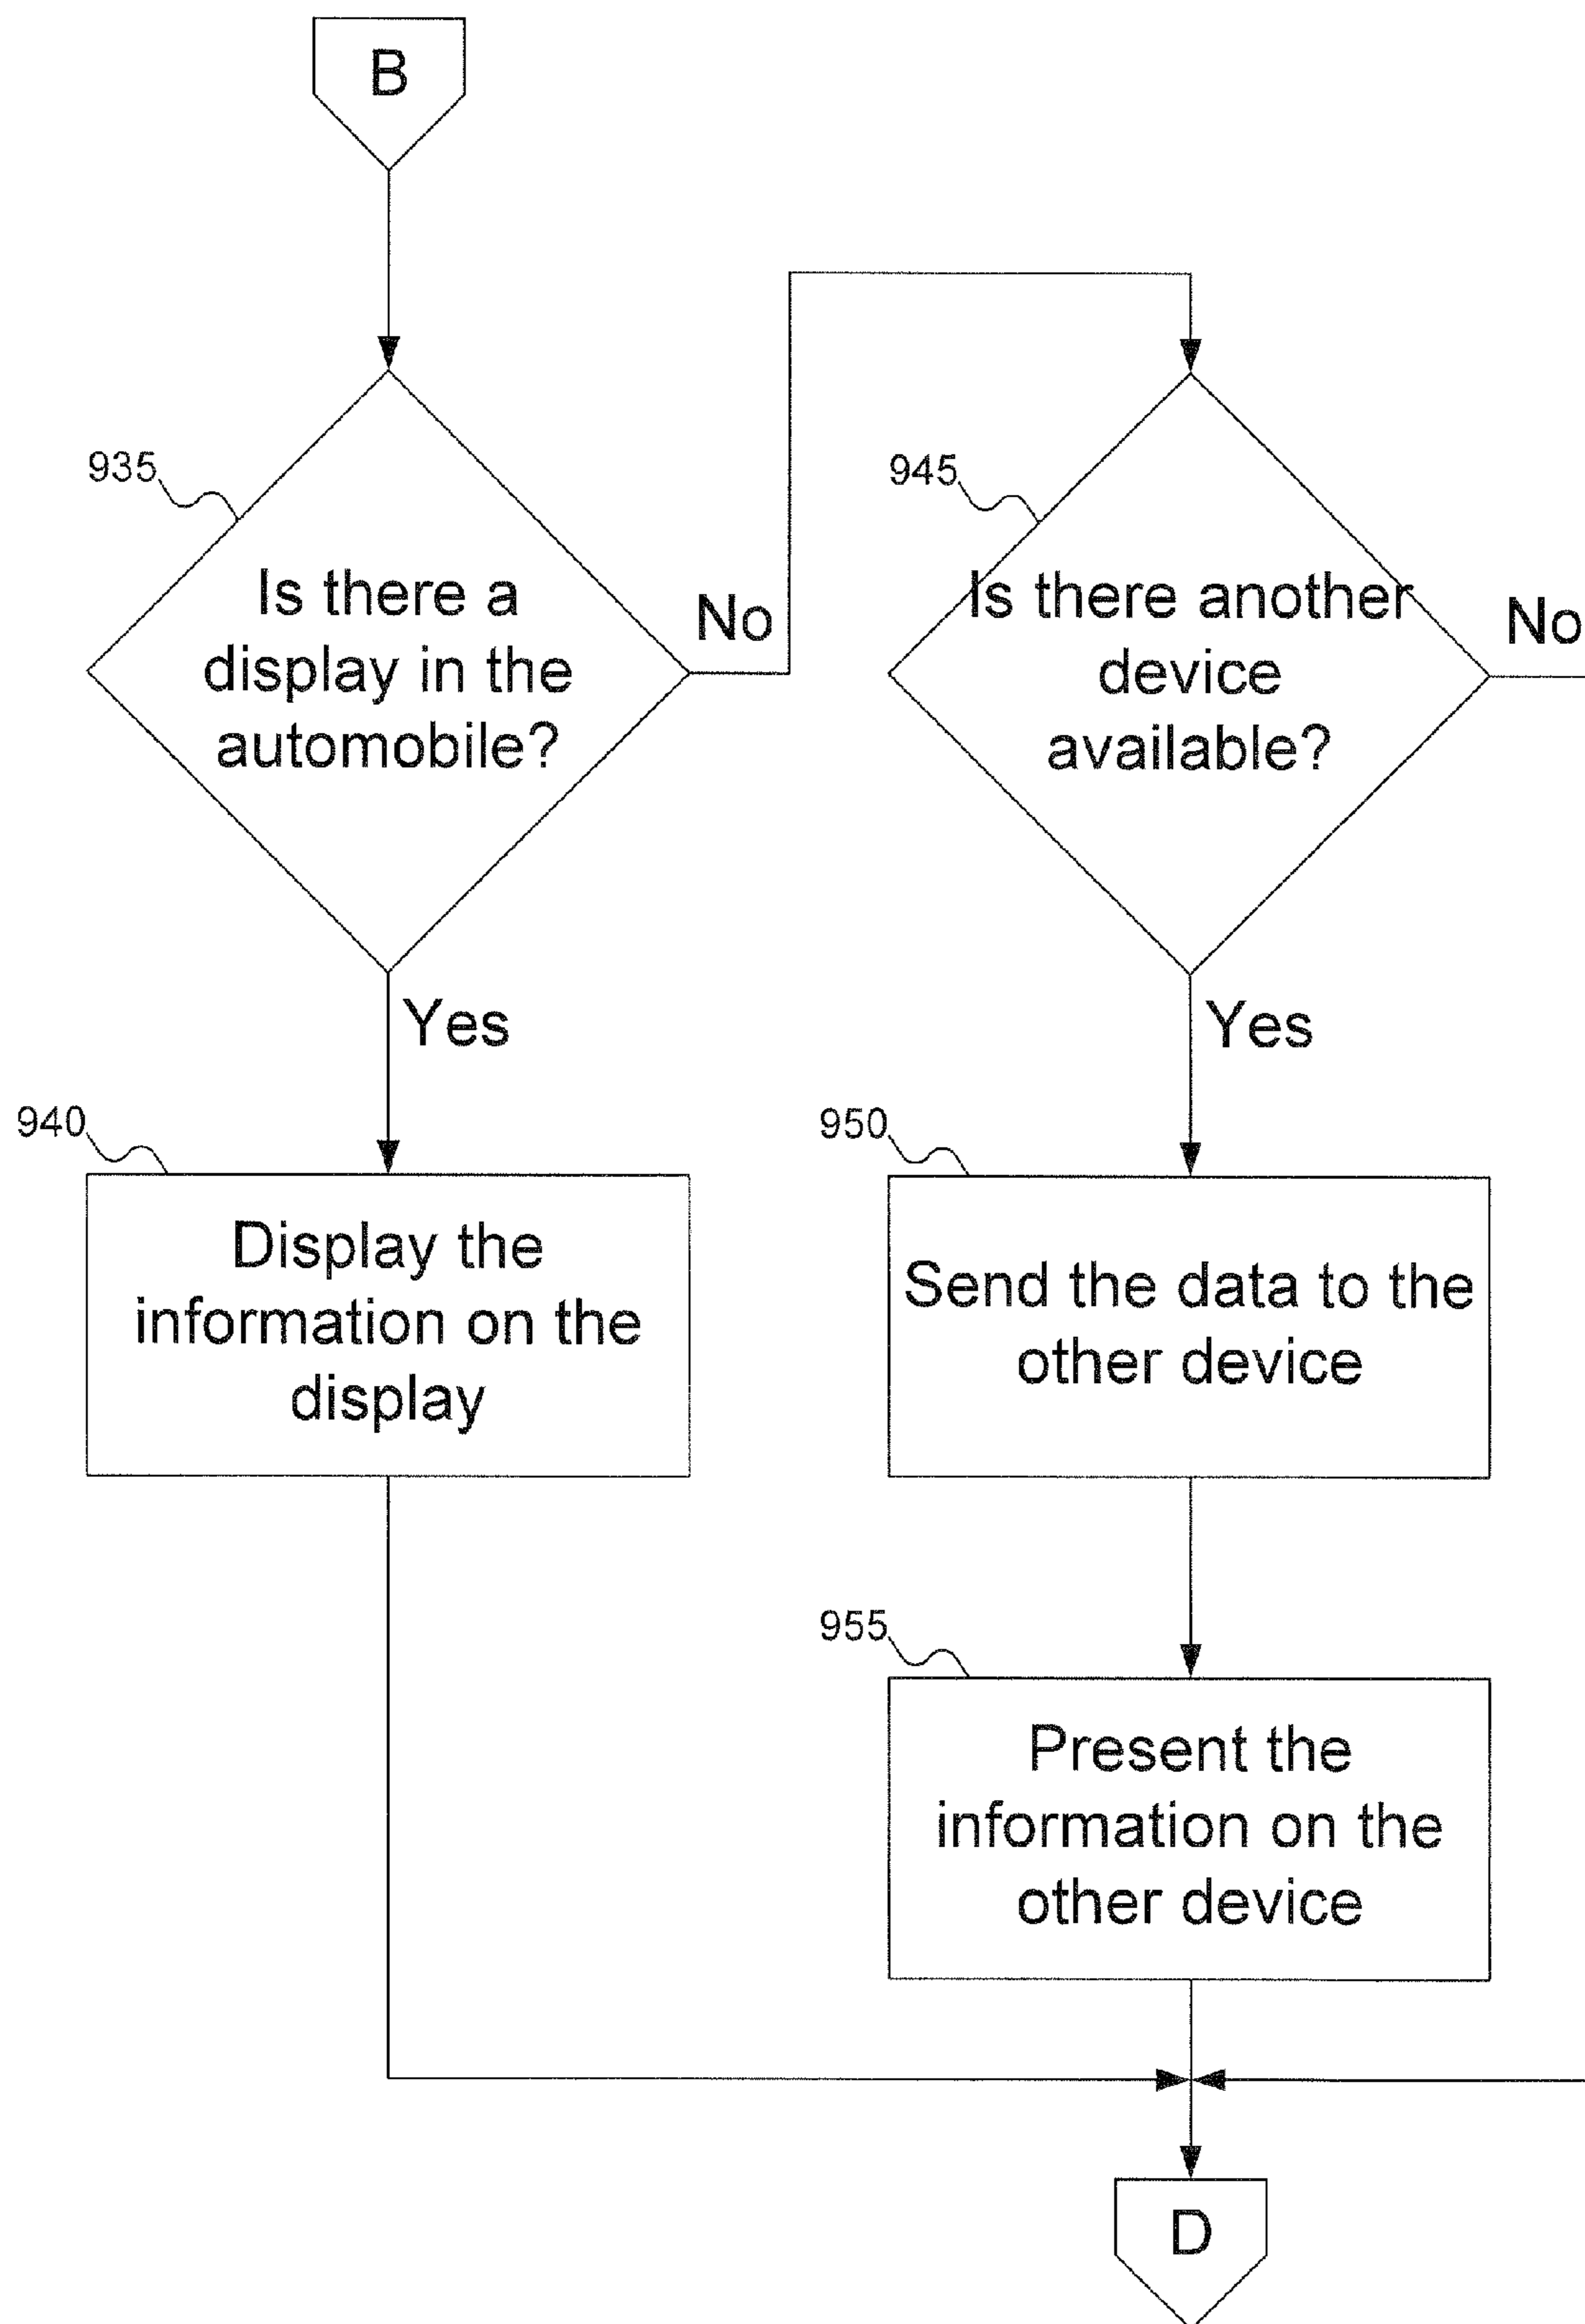 B
935
Is there a
display in the
automobile?
No
Yes
940
Display the
information on the
display
945
Is there another
device
available?
No
Yes
950
Send the data to the
other device
955
Present the
information on the
other device
D